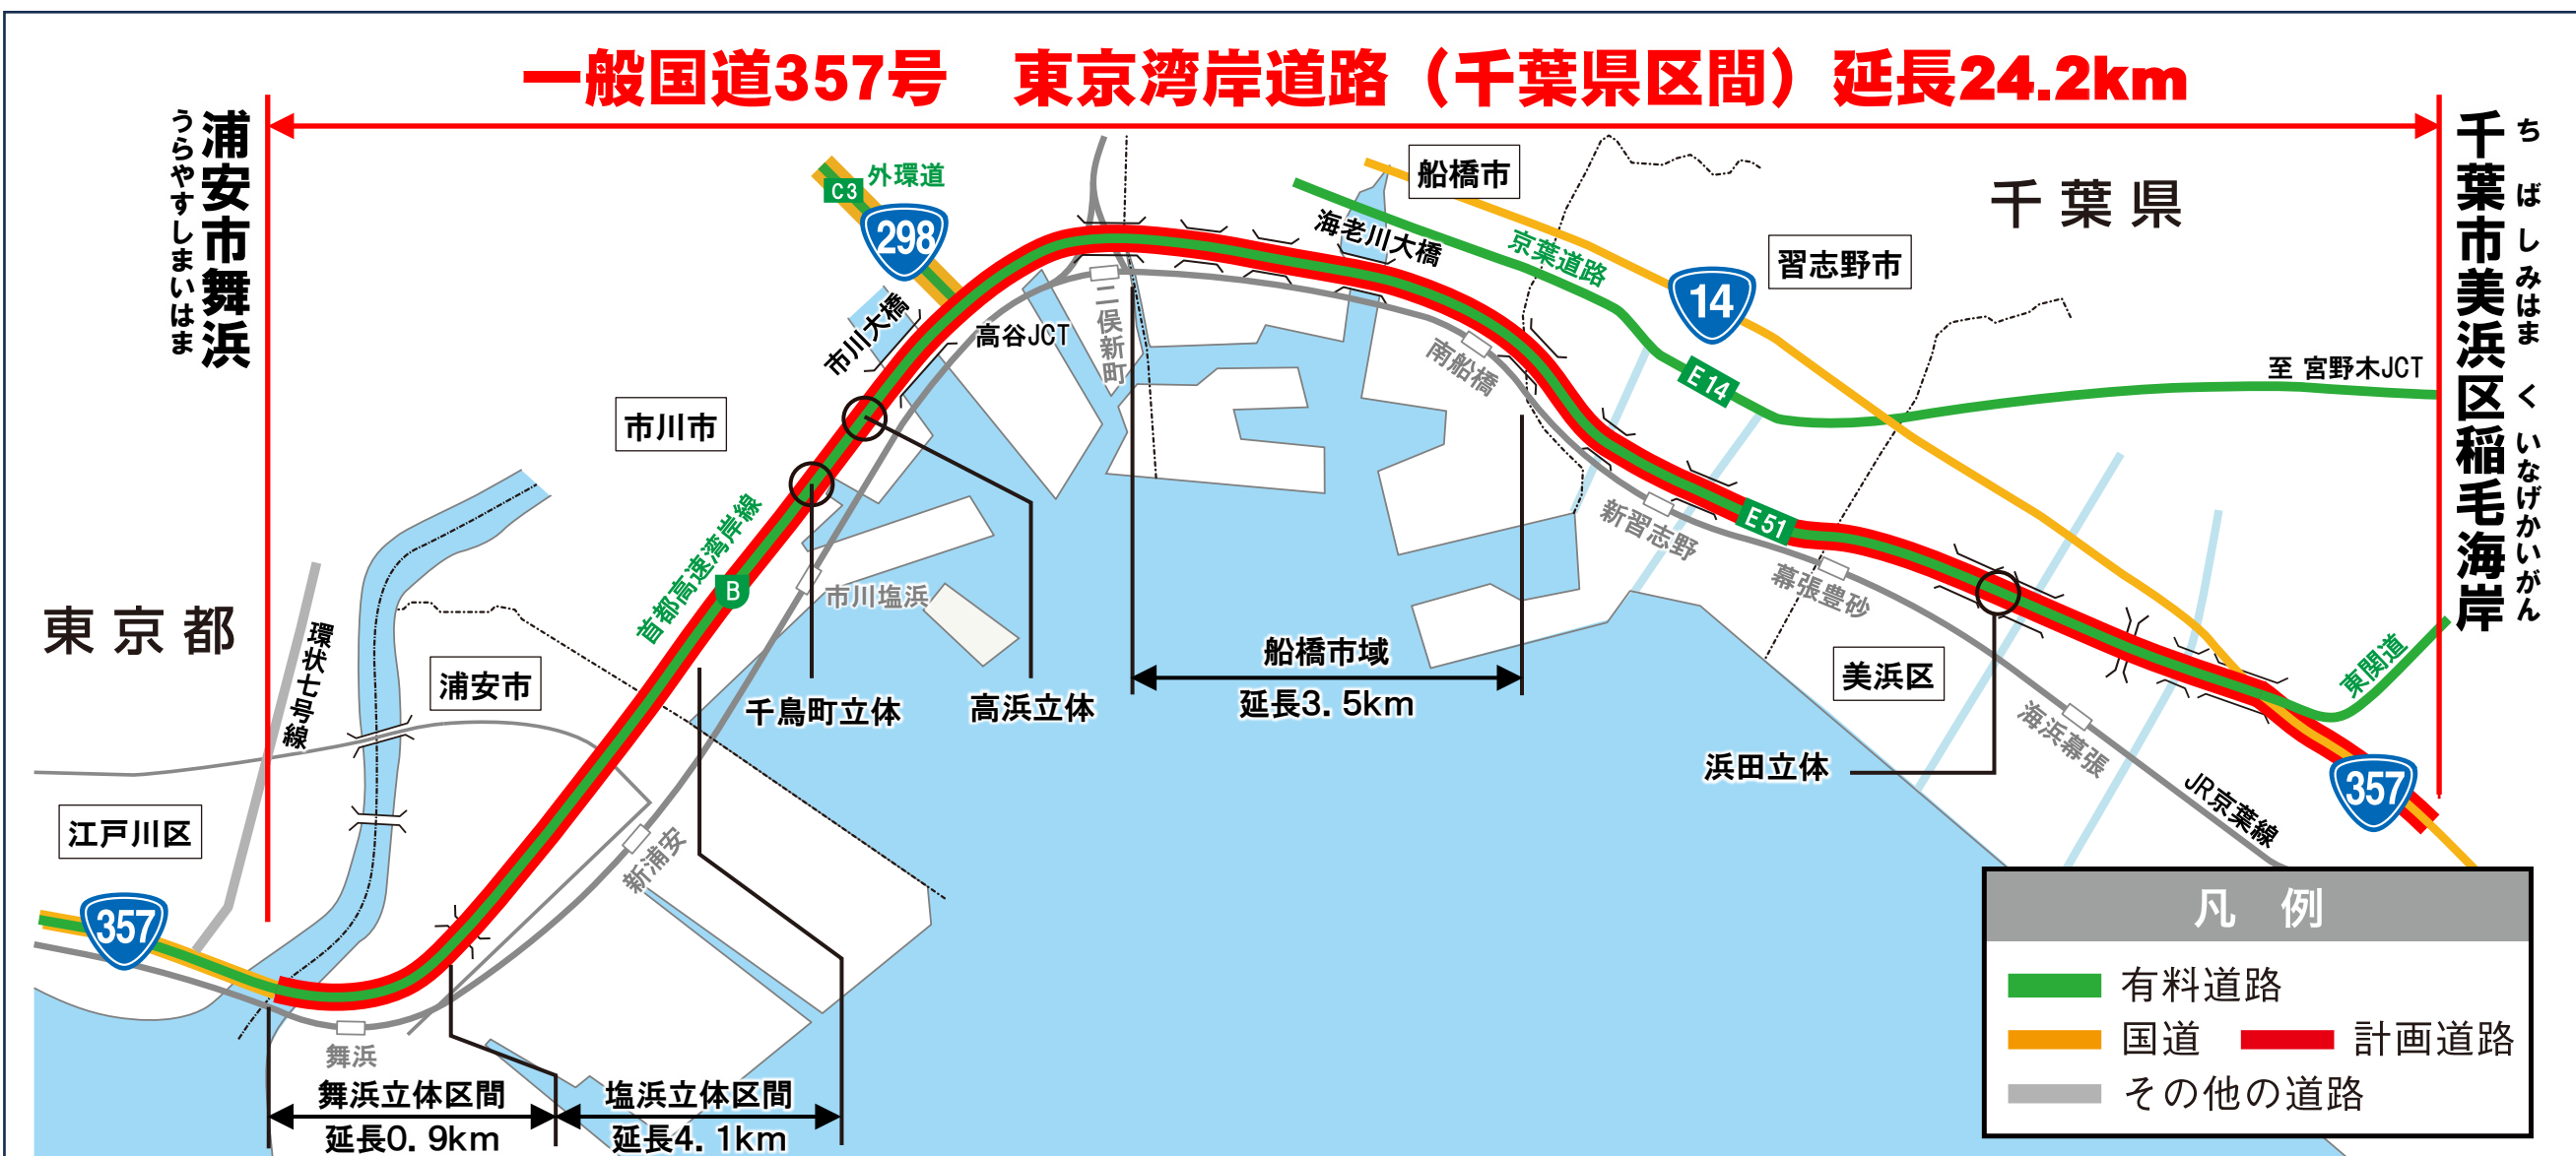 一般国道357号　東京湾岸道路（千葉県区間）延長24.2km
浦安市舞浜
うらやすしまいはま
千葉市美浜区稲毛海岸
ちばしみはまくいなげかいがん
C3
外環道
298
船橋市
千葉県
海老川大橋
京葉道路
習志野市
14
市川大橋
高谷JCT
二俣新町
南船橋
E14
至 宮野木JCT
市川市
首都高速湾岸線
B
市川塩浜
新習志野
E51
幕張豊砂
東京都
環状七号線
浦安市
千鳥町立体
高浜立体
船橋市域
延長3．5km
美浜区
浜田立体
海浜幕張
東関道
JR京葉線
357
江戸川区
新浦安
357
舞浜
舞浜立体区間
延長0．9km
塩浜立体区間
延長4．1km
凡　例
有料道路
国道
計画道路
その他の道路